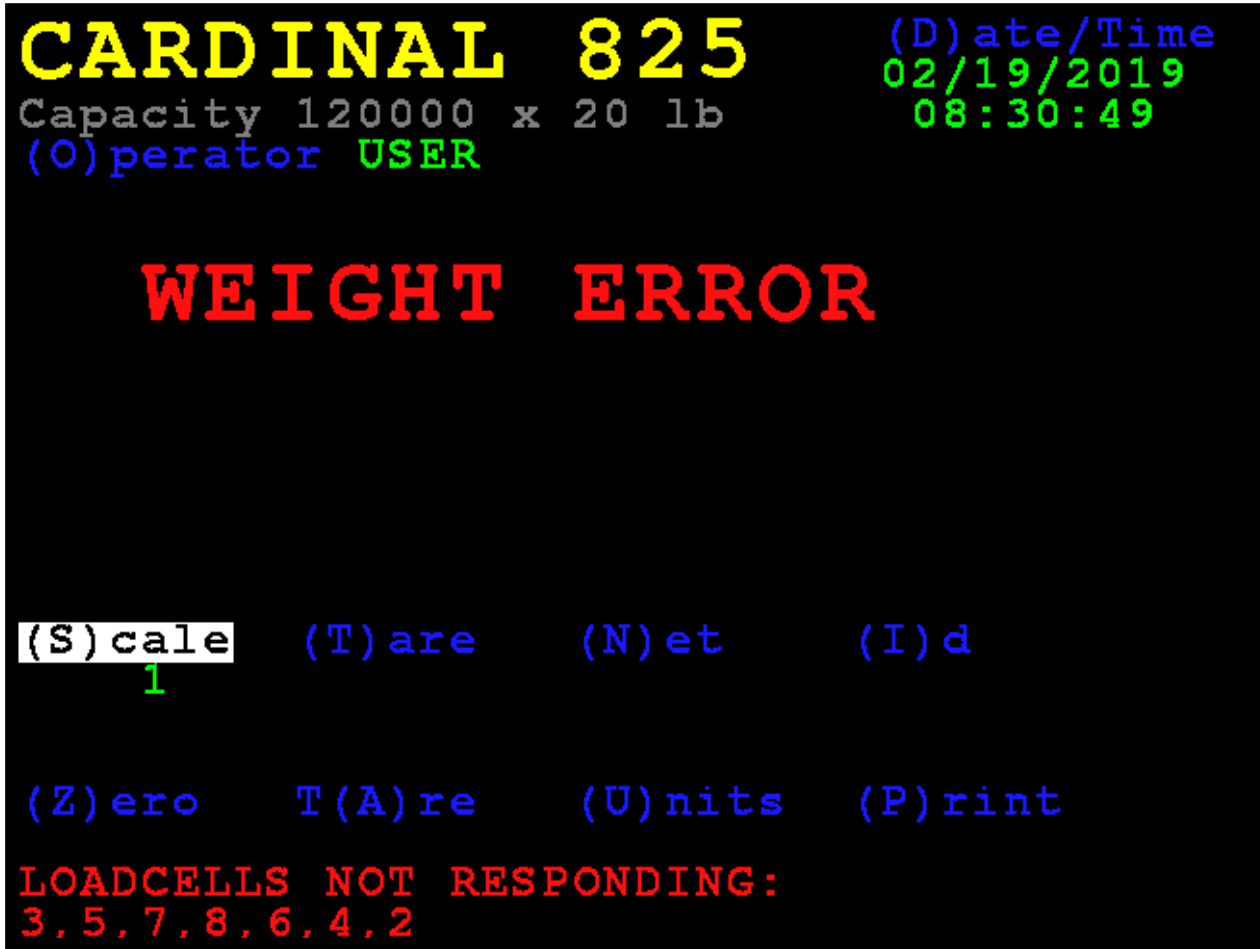 CARDINAL 825
(D)ate/Time
02/19/2019
Capacity 120000 x 20 lb
08:30:49
(O)perator USER
WEIGHT ERROR
(S)cale (T)are (N)et (I)d
1
(Z)ero T(A)re (U)nits (P)rint
LOADCELLS NOT RESPONDING:
3,5,7,8,6,4,2